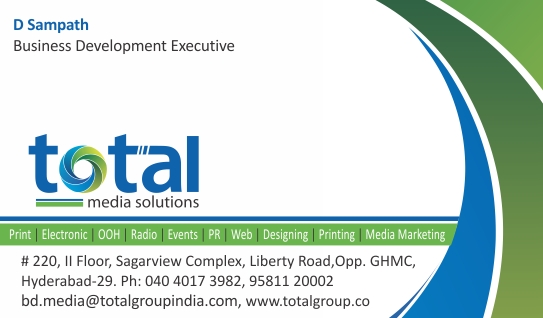 D Sampath
Business Development Executive
total
media solutions
Print | Electronic | OOH | Radio | Events | PR | Web | Designing | Printing | Media Marketing
# 220, II Floor, Sagarview Complex, Liberty Road,Opp. GHMC,
Hyderabad-29. Ph: 040 4017 3982, 95811 20002
bd.media@totalgroupindia.com, www.totalgroup.co